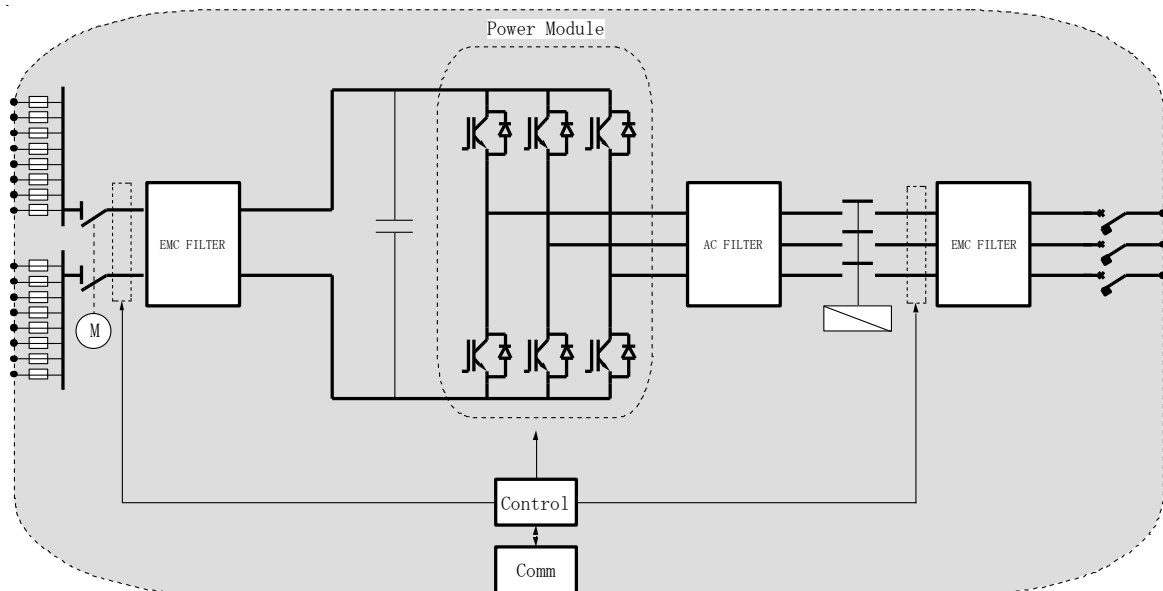 Power Module
EMC FILTER
AC FILTER
EMC FILTER
M
Control
Comm